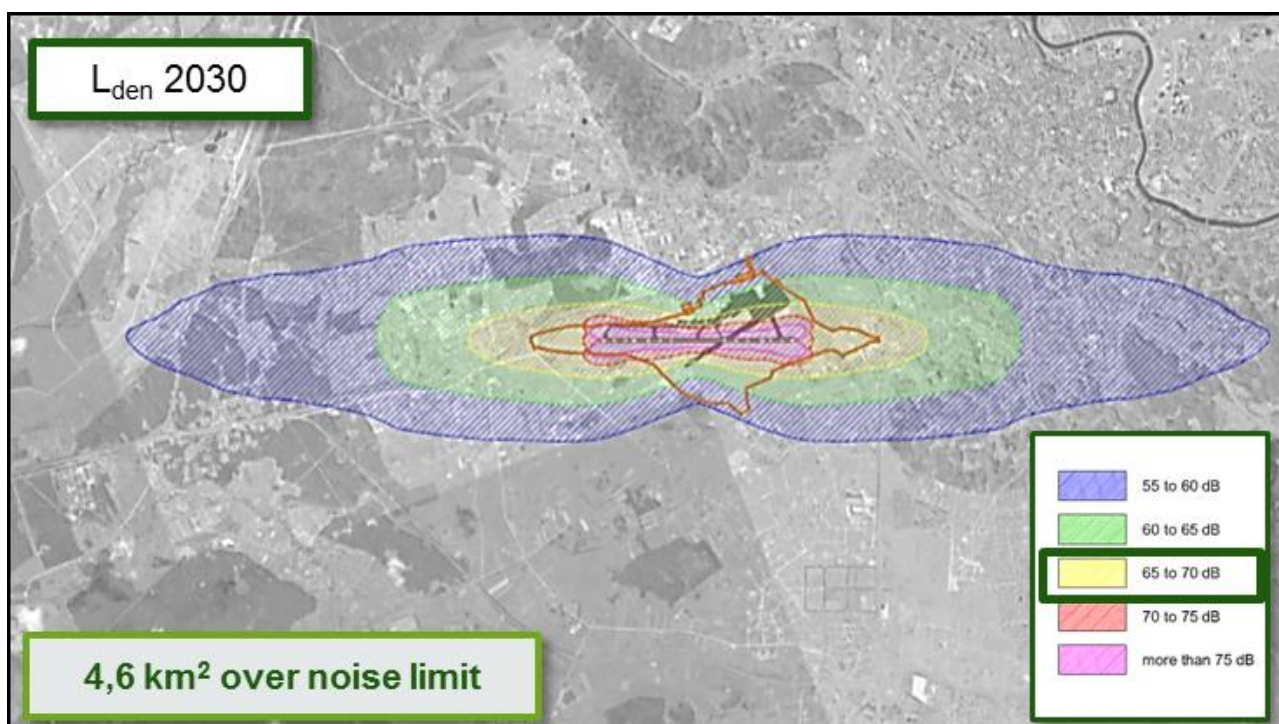 L_den 2030
55 to 60 dB
60 to 65 dB
65 to 70 dB
70 to 75 dB
more than 75 dB
4,6 km² over noise limit